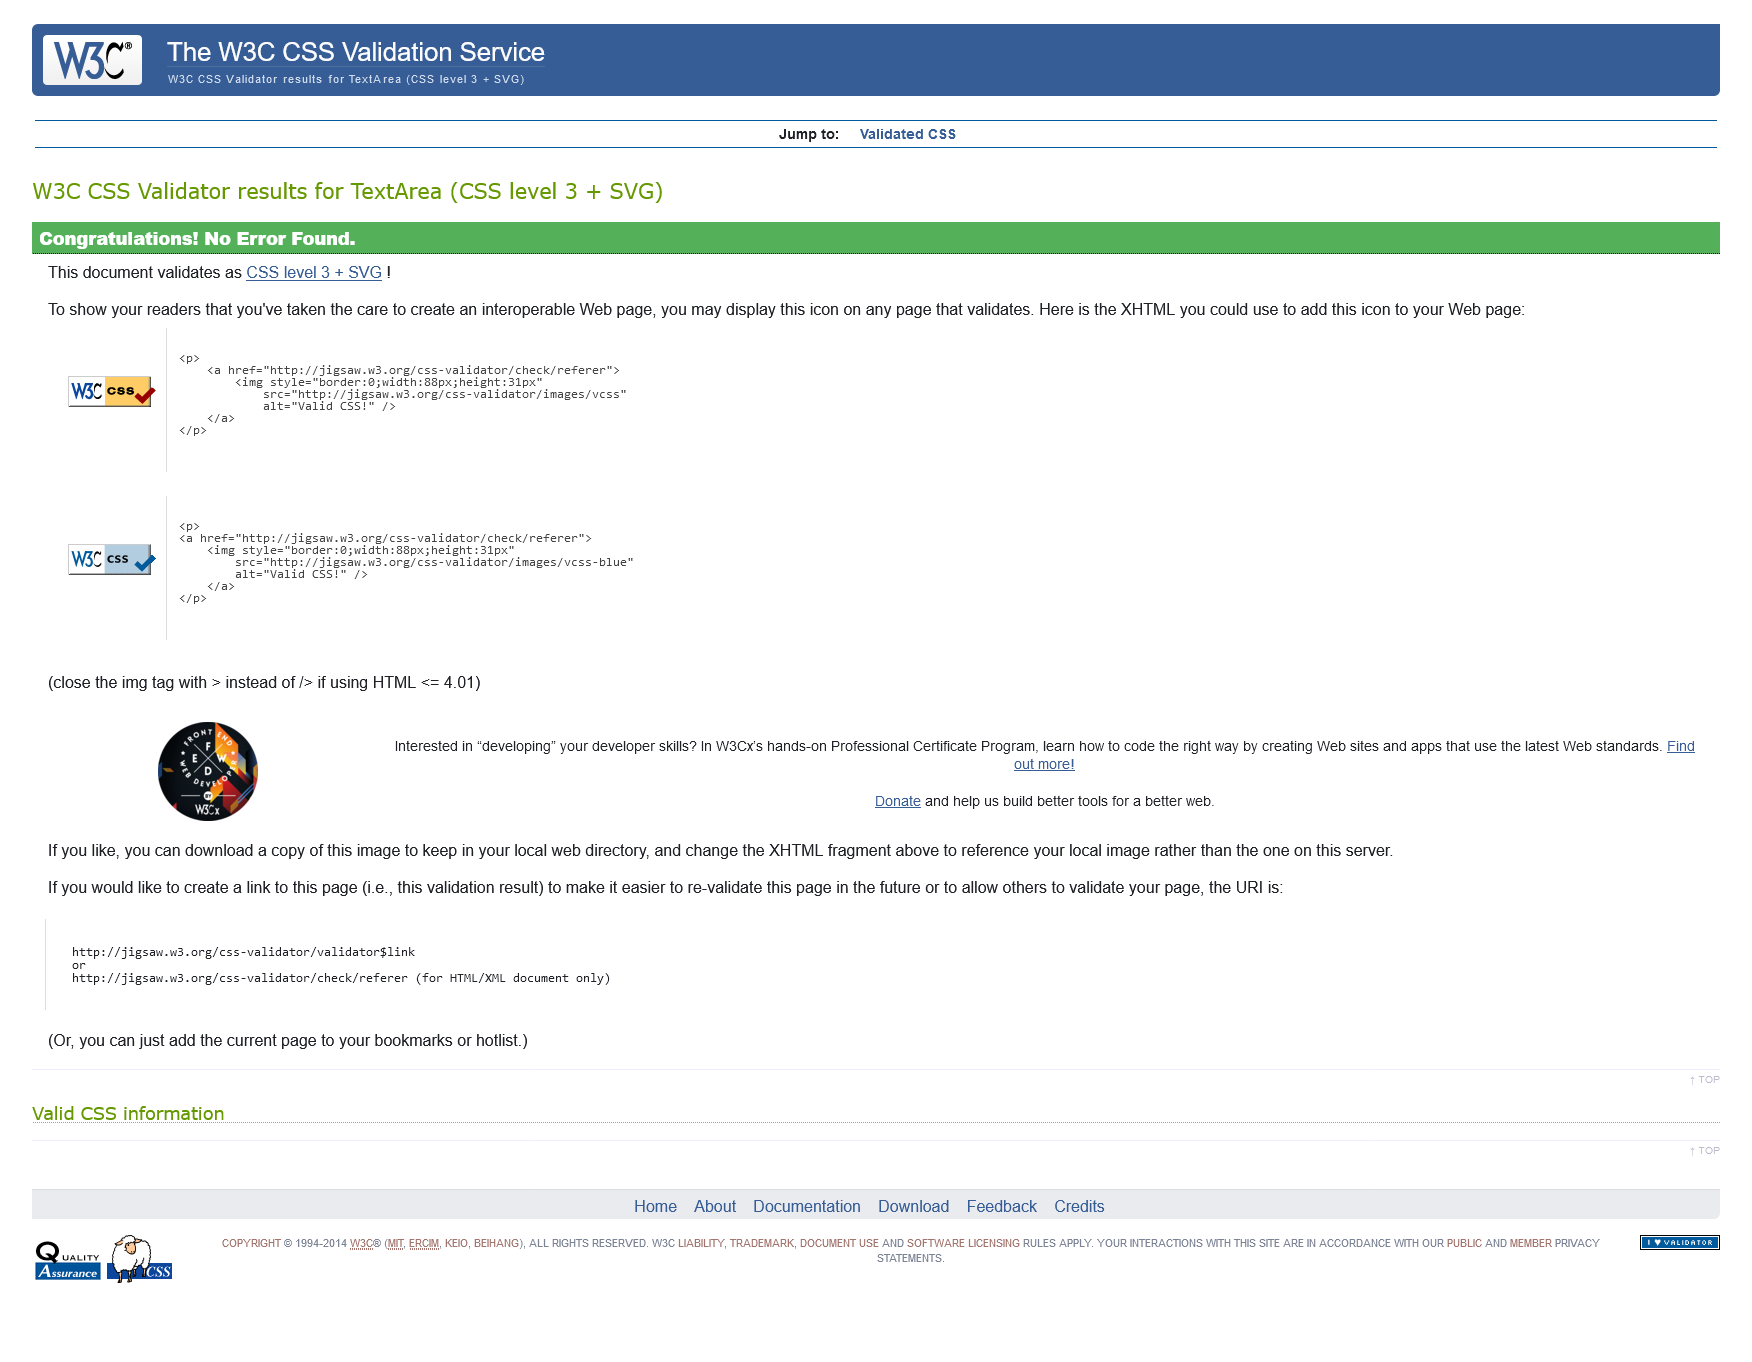 W3C®
The W3C CSS Validation Service
W3C CSS Validator results for TextArea (CSS level 3 + SVG)
Jump to: Validated CSS
W3C CSS Validator results for TextArea (CSS level 3 + SVG)
Congratulations! No Error Found.
This document validates as CSS level 3 + SVG !
To show your readers that you've taken the care to create an interoperable Web page, you may display this icon on any page that validates. Here is the XHTML you could use to add this icon to your Web page:
W3C CSS
<p>
<a href="http://jigsaw.w3.org/css-validator/check/referer">
<img style="border:0;width:88px;height:31px"
src="http://jigsaw.w3.org/css-validator/images/vcss"
alt="Valid CSS!" />
</a>
</p>
W3C CSS
<p>
<a href="http://jigsaw.w3.org/css-validator/check/referer">
<img style="border:0;width:88px;height:31px"
src="http://jigsaw.w3.org/css-validator/images/vcss-blue"
alt="Valid CSS!" />
</a>
</p>
(close the img tag with > instead of /> if using HTML <= 4.01)
FRONT END
F
E W
D
WEB DEVELOPER
BY
W3Cx
Interested in “developing” your developer skills? In W3Cx’s hands-on Professional Certificate Program, learn how to code the right way by creating Web sites and apps that use the latest Web standards. Find
out more!
Donate and help us build better tools for a better web.
If you like, you can download a copy of this image to keep in your local web directory, and change the XHTML fragment above to reference your local image rather than the one on this server.
If you would like to create a link to this page (i.e., this validation result) to make it easier to re-validate this page in the future or to allow others to validate your page, the URI is:
http://jigsaw.w3.org/css-validator/validator$link
or
http://jigsaw.w3.org/css-validator/check/referer (for HTML/XML document only)
(Or, you can just add the current page to your bookmarks or hotlist.)
↑ TOP
Valid CSS information
↑ TOP
Home About Documentation Download Feedback Credits
QUALITY
Assurance
CSS
COPYRIGHT © 1994-2014 W3C® (MIT, ERCIM, KEIO, BEIHANG), ALL RIGHTS RESERVED. W3C LIABILITY, TRADEMARK, DOCUMENT USE AND SOFTWARE LICENSING RULES APPLY. YOUR INTERACTIONS WITH THIS SITE ARE IN ACCORDANCE WITH OUR PUBLIC AND MEMBER PRIVACY
STATEMENTS.
I ♥ VALIDATOR